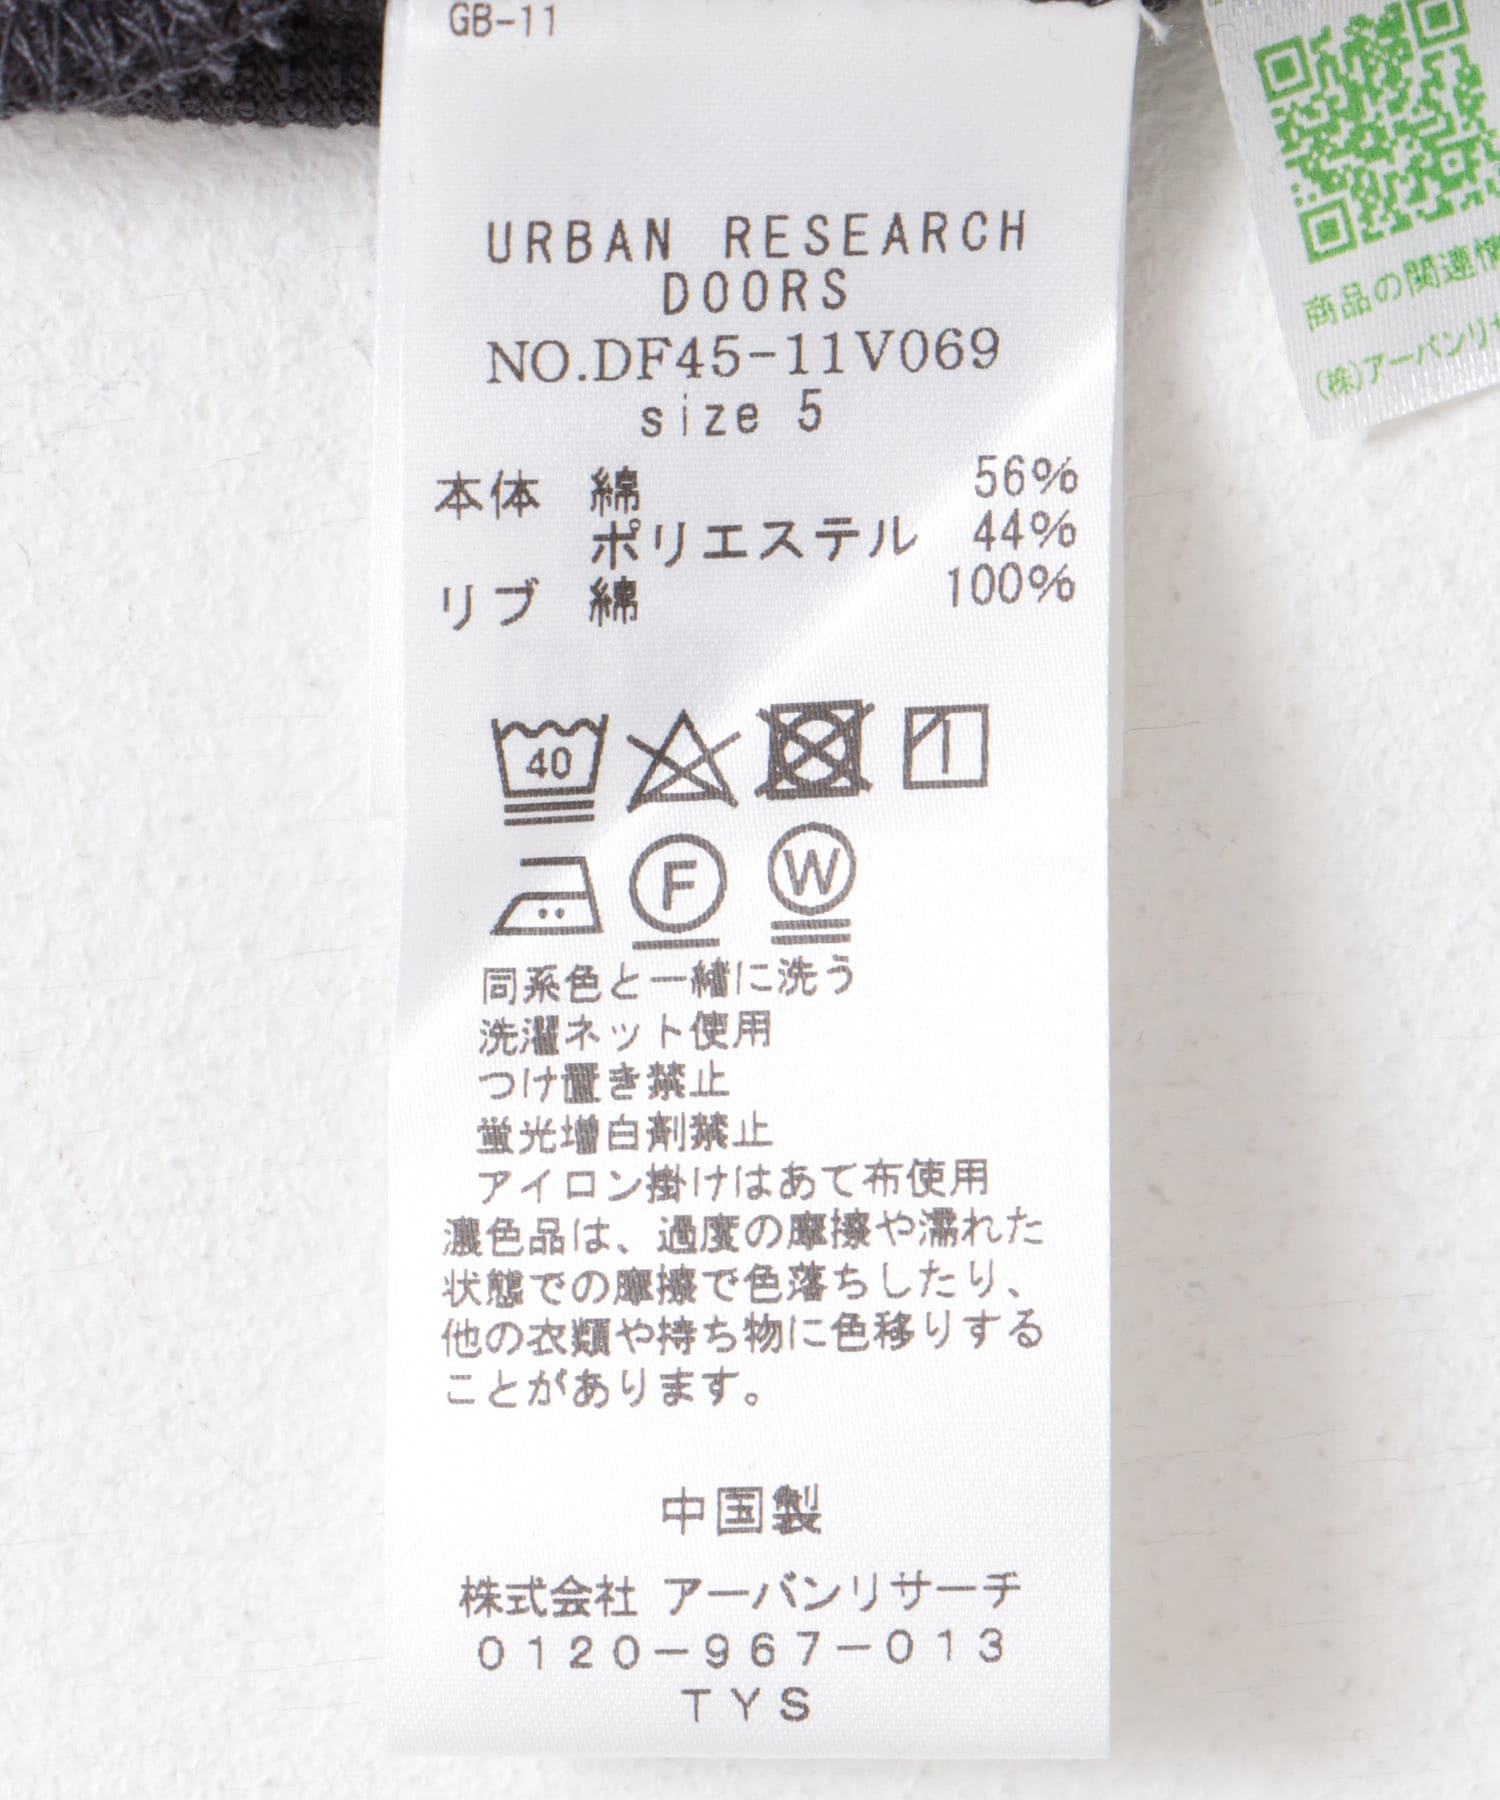 GB-11
URBAN RESEARCH
DOORS
NO.DF45-11V069
size 5
本体 綿 56%
ポリエステル 44%
リブ 綿 100%
40
1
F
W
同系色と一緒に洗う
洗濯ネット使用
つけ置き禁止
蛍光増白剤禁止
アイロン掛けはあて布使用
濃色品は、過度の摩擦や濡れた
状態での摩擦で色落ちしたり、
他の衣類や持ち物に色移りする
ことがあります。
中国製
株式会社 アーバンリサーチ
0120-967-013
TYS
商品の関連情
(株)アーバンリサ